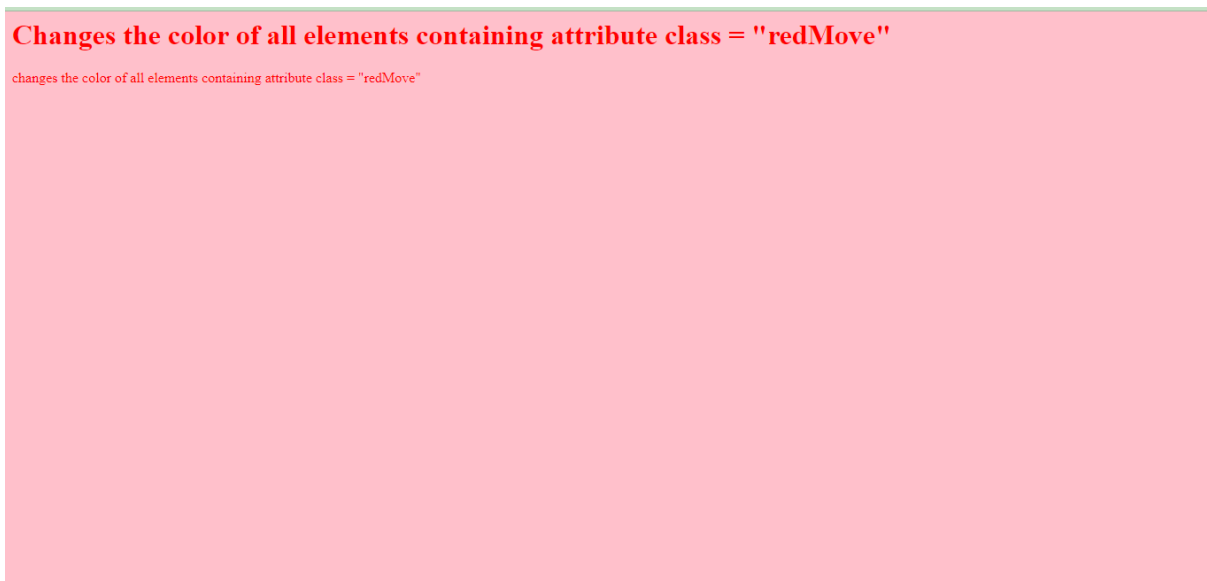 Changes the color of all elements containing attribute class = "redMove"
changes the color of all elements containing attribute class = "redMove"